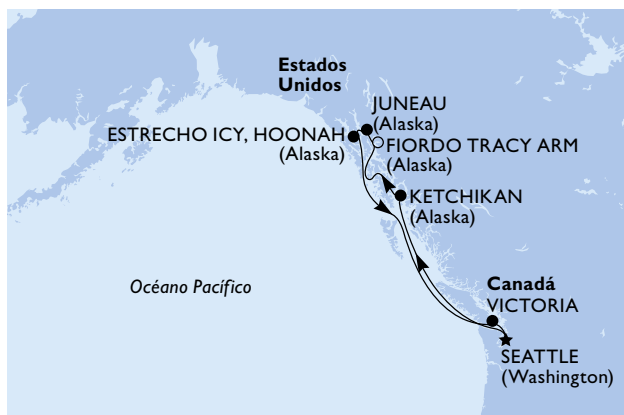 Estados
Unidos
JUNEAU
(Alaska)
ESTRECHO ICY, HOONAH
(Alaska)
FIORDO TRACY ARM
(Alaska)
KETCHIKAN
(Alaska)
Océano Pacífico
Canadá
VICTORIA
SEATTLE
(Washington)